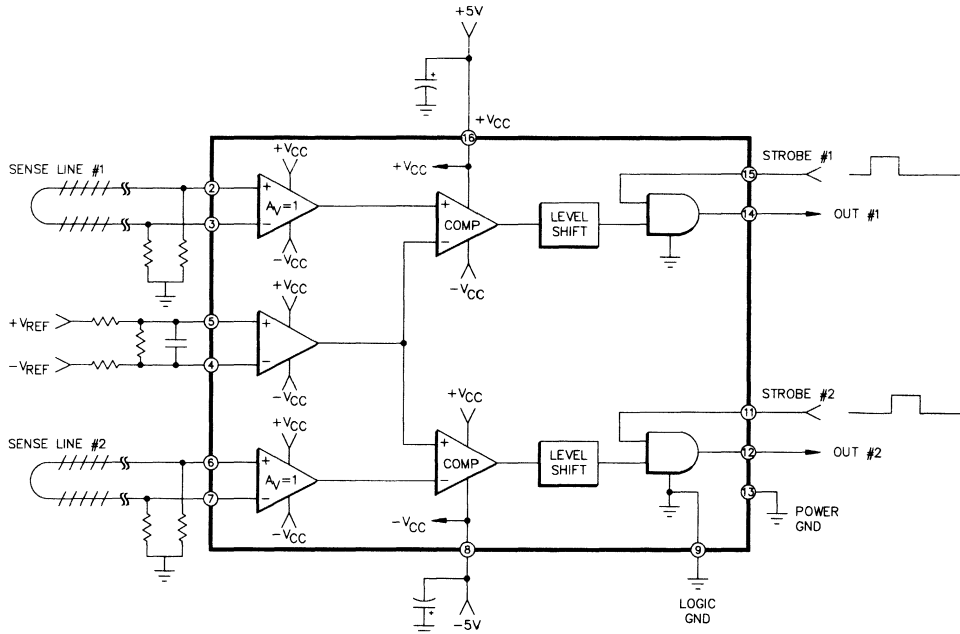 +5V
+
+VCC
16
SENSE LINE #1
+VCC
+VCC
STROBE #1
15
2
+
AV=1
+
COMP
LEVEL
SHIFT
14
OUT #1
3
−
−
−VCC
−VCC
+VCC
+VREF
5
+
−VREF
4
−
−VCC
+VCC
STROBE #2
11
SENSE LINE #2
+VCC
6
+
AV=1
+
COMP
LEVEL
SHIFT
12
OUT #2
7
−
−
13
POWER
GND
−VCC
−VCC
8
9
+
−5V
LOGIC
GND